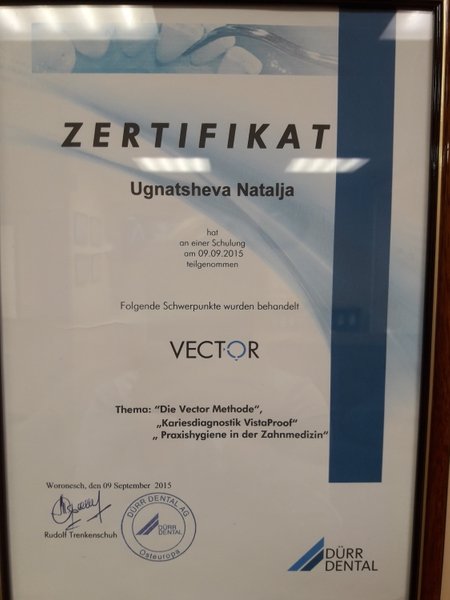 ZERTIFIKAT
Ugnatsheva Natalja
hat
an einer Schulung
am 09.09.2015
teilgenommen
Folgende Schwerpunkte wurden behandelt
VECTOR
Thema: "Die Vector Methode",
„Kariesdiagnostik VistaProof"
„ Praxishygiene in der Zahnmedizin"
Woronesch, den 09 September 2015
Rudolf Trenkenschuh
DÜRR DENTAL AG
DÜRR
DENTAL
Osteuropa
DÜRR
DENTAL